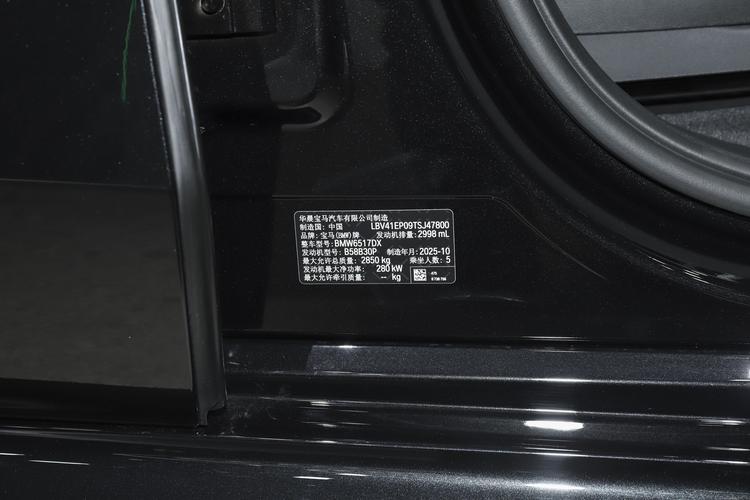 华晨宝马汽车有限公司制造
制造国：中国 LBV41EP09TSJ47800
品牌：宝马(BMW)牌 发动机排量：2998 mL
整车型号：BMW6517DX
发动机型号：B58B30P 制造年月：2025-10
最大允许总质量：2850 kg 乘坐人数：5
发动机最大净功率：280 kW
最大允许牵引质量：-- kg